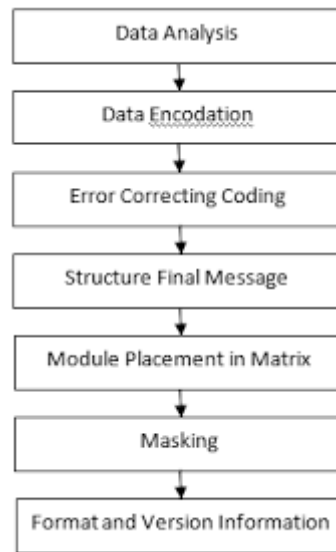 Data Analysis
Data Encodation
Error Correcting Coding
Structure Final Message
Module Placement in Matrix
Masking
Format and Version Information